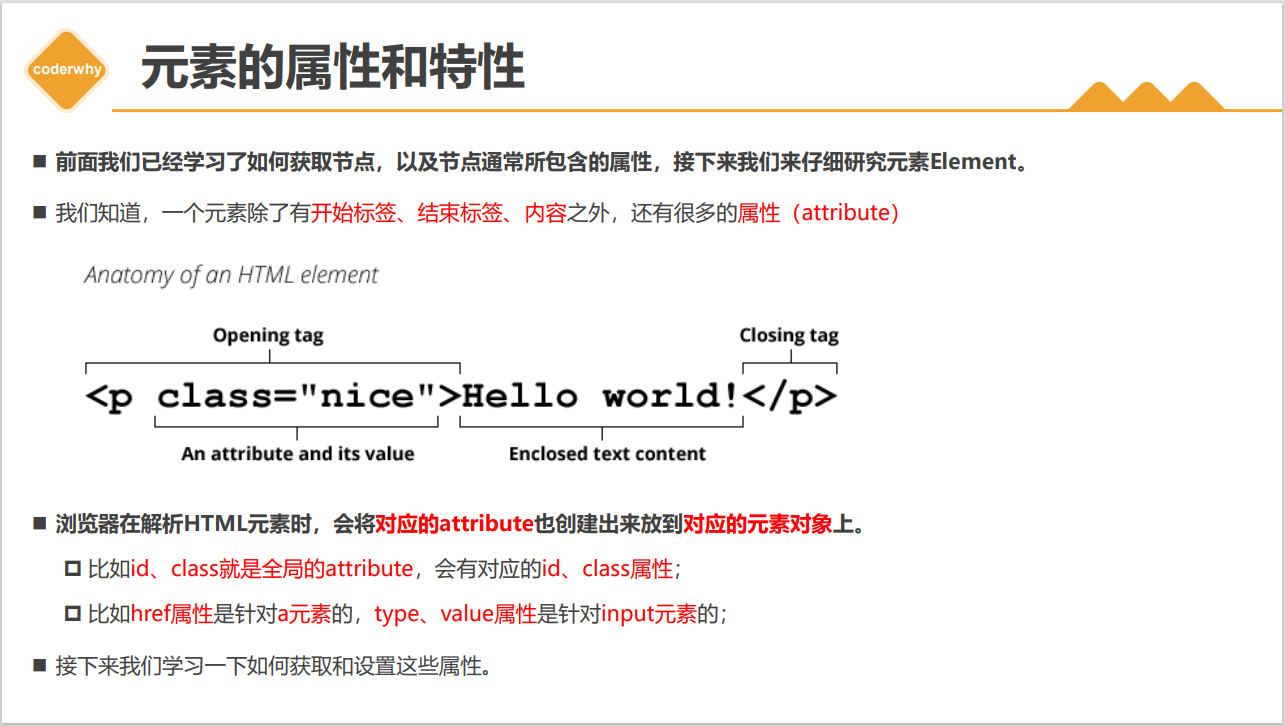 coderwhy
元素的属性和特性
前面我们已经学习了如何获取节点，以及节点通常所包含的属性，接下来我们来仔细研究元素Element。
我们知道，一个元素除了有开始标签、结束标签、内容之外，还有很多的属性（attribute）
Anatomy of an HTML element
Opening tag
Closing tag
<p class="nice">Hello world!</p>
An attribute and its value
Enclosed text content
浏览器在解析HTML元素时，会将对应的attribute也创建出来放到对应的元素对象上。
比如id、class就是全局的attribute，会有对应的id、class属性；
比如href属性是针对a元素的，type、value属性是针对input元素的；
接下来我们学习一下如何获取和设置这些属性。